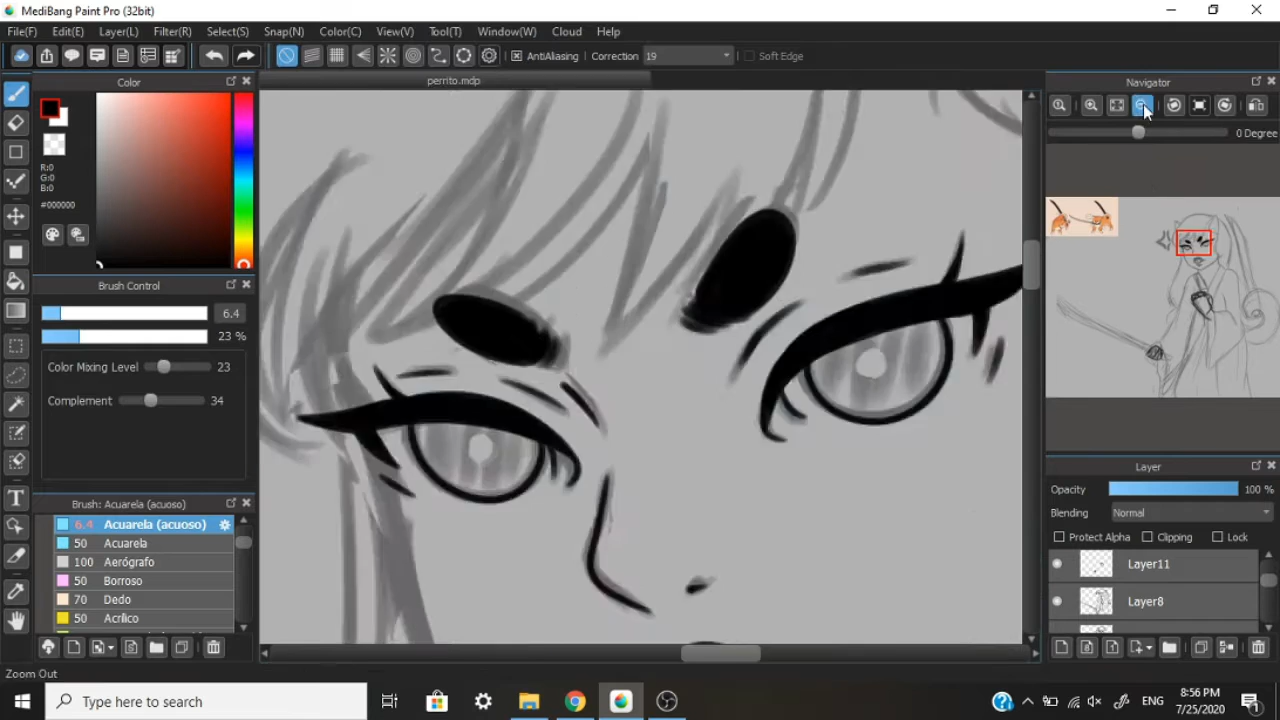 MediBang Paint Pro (32bit)
File(F) Edit(E) Layer(L) Filter(R) Select(S) Snap(N) Color(C) View(V) Tool(T) Window(W) Cloud Help
AntiAliasing Correction 19 Soft Edge
Color
perrito.mdp
Navigator
0 Degree
R:0
G:0
B:0
#000000
Brush Control
6.4
23 %
Color Mixing Level 23
Complement 34
Brush: Acuarela (acuoso)
6.4 Acuarela (acuoso)
50 Acuarela
100 Aerógrafo
50 Borroso
70 Dedo
50 Acrílico
Layer
Opacity 100 %
Blending Normal
Protect Alpha Clipping Lock
Layer11
Layer8
Zoom Out
Type here to search
ENG
8:56 PM
7/25/2020